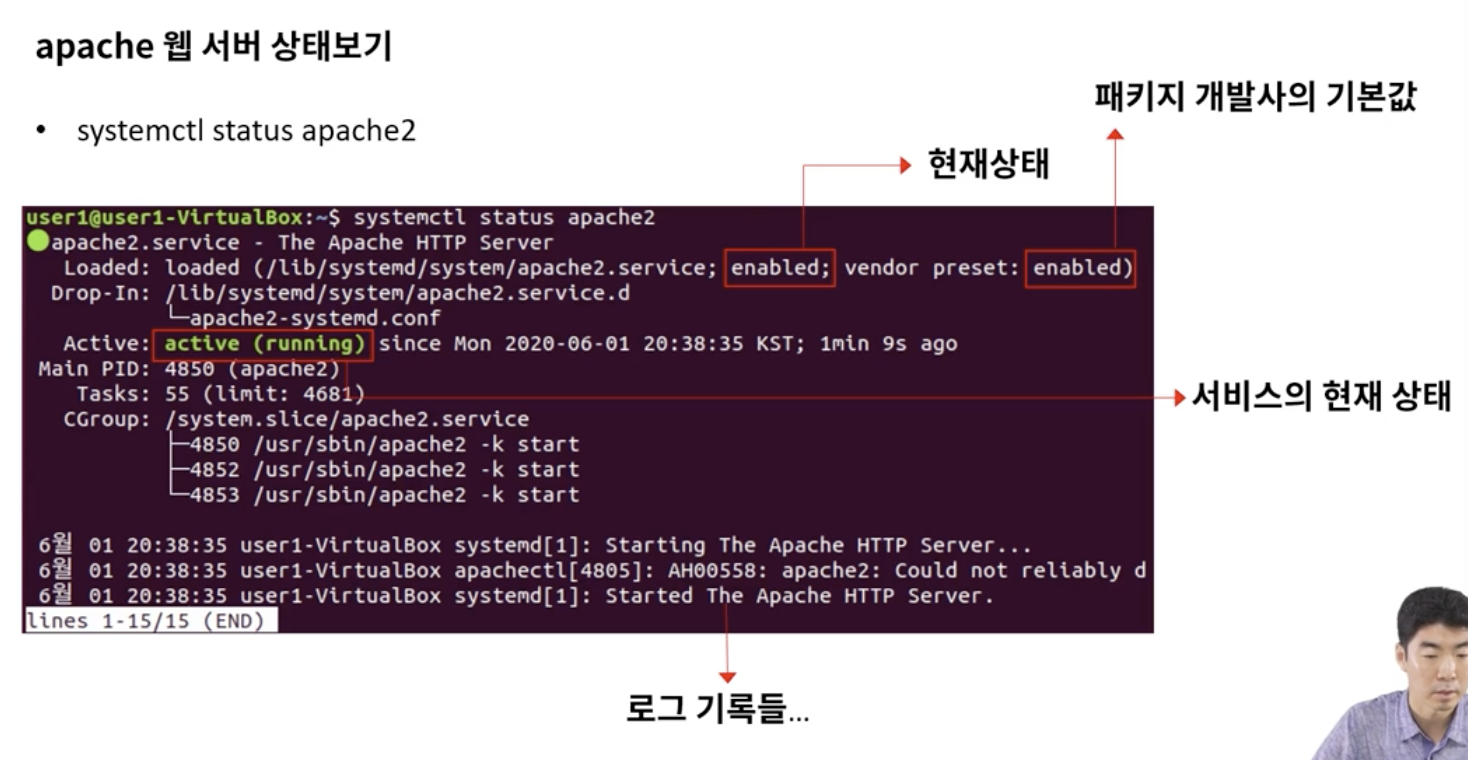 apache 웹 서버 상태보기
패키지 개발사의 기본값
• systemctl status apache2
현재상태
user1@user1-VirtualBox:~$ systemctl status apache2
●apache2.service - The Apache HTTP Server
Loaded: loaded (/lib/systemd/system/apache2.service; enabled; vendor preset: enabled)
Drop-In: /lib/systemd/system/apache2.service.d
└─apache2-systemd.conf
Active: active (running) since Mon 2020-06-01 20:38:35 KST; 1min 9s ago
Main PID: 4850 (apache2)
Tasks: 55 (limit: 4681)
서비스의 현재 상태
CGroup: /system.slice/apache2.service
├─4850 /usr/sbin/apache2 -k start
├─4852 /usr/sbin/apache2 -k start
└─4853 /usr/sbin/apache2 -k start
6월 01 20:38:35 user1-VirtualBox systemd[1]: Starting The Apache HTTP Server...
6월 01 20:38:35 user1-VirtualBox apachectl[4805]: AH00558: apache2: Could not reliably d
6월 01 20:38:35 user1-VirtualBox systemd[1]: Started The Apache HTTP Server.
lines 1-15/15 (END)
로그 기록들...